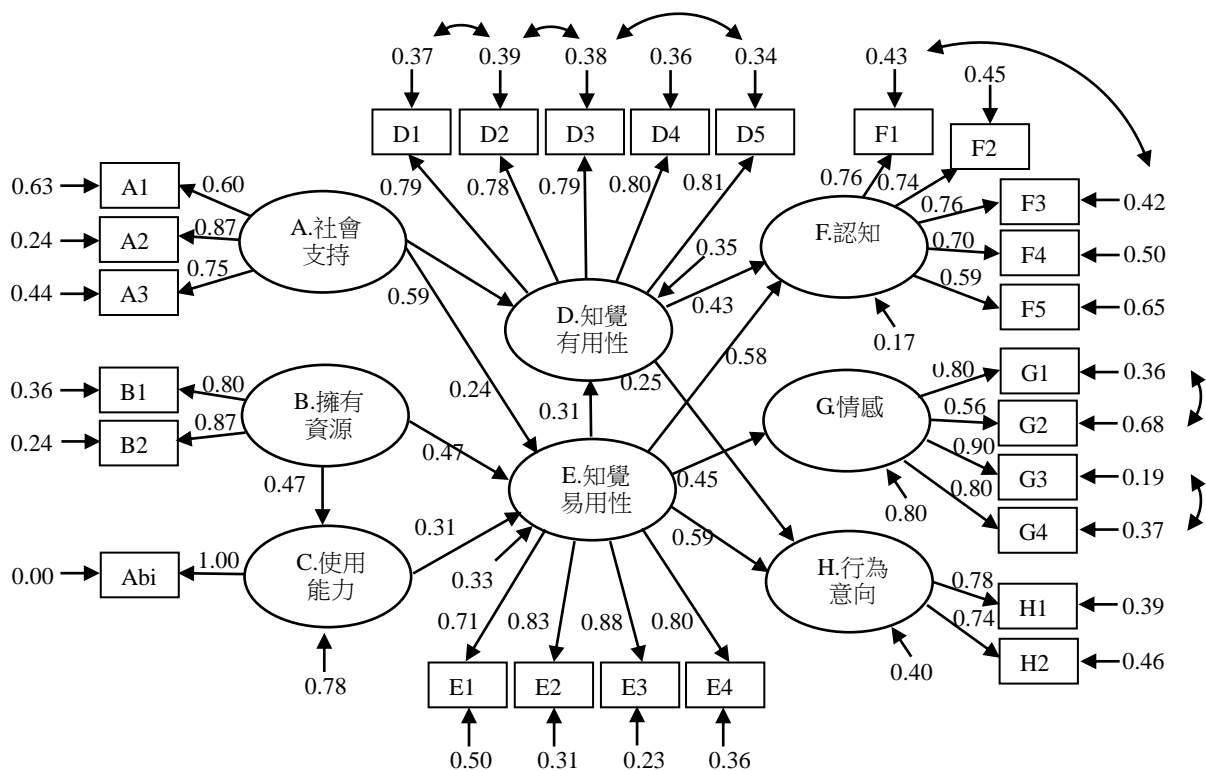 0.37
0.39
0.38
0.36
0.34
0.43
0.45
D1
D2
D3
D4
D5
F1
F2
0.79
0.78
0.79
0.80
0.81
0.76
0.74
0.63
A1
0.60
0.24
A2
0.87
0.44
A3
0.75
A.社會
支持
0.59
0.24
D.知覺
有用性
0.35
0.43
0.58
0.25
0.31
F.認知
0.17
0.76
F3
0.42
0.70
F4
0.50
0.59
F5
0.65
0.36
B1
0.80
0.24
B2
0.87
B.擁有
資源
0.47
0.47
E.知覺
易用性
0.45
0.59
G.情感
0.80
0.80
G1
0.36
0.56
G2
0.68
0.90
G3
0.19
0.80
G4
0.37
0.00
Abi
1.00
C.使用
能力
0.31
0.33
0.78
H.行為
意向
0.40
0.78
H1
0.39
0.74
H2
0.46
0.71
0.83
0.88
0.80
E1
E2
E3
E4
0.50
0.31
0.23
0.36